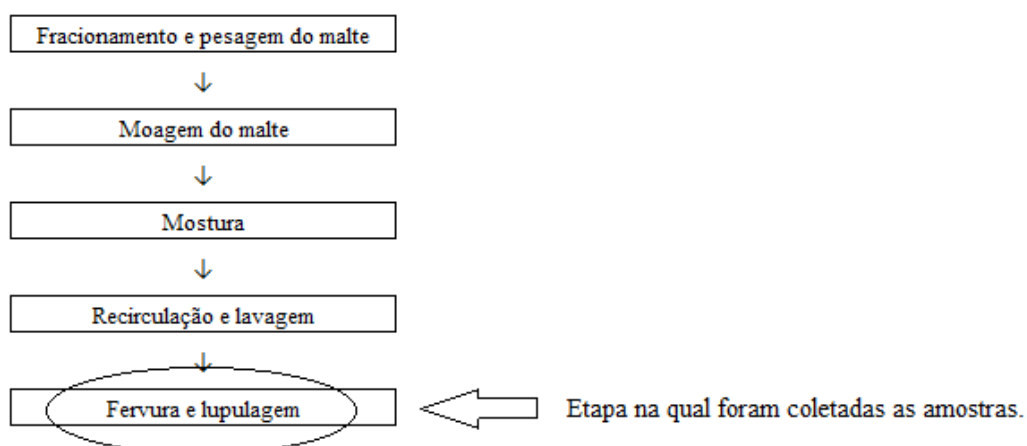 Fracionamento e pesagem do malte
Moagem do malte
Mostura
Recirculação e lavagem
Fervura e lupulagem
Etapa na qual foram coletadas as amostras.